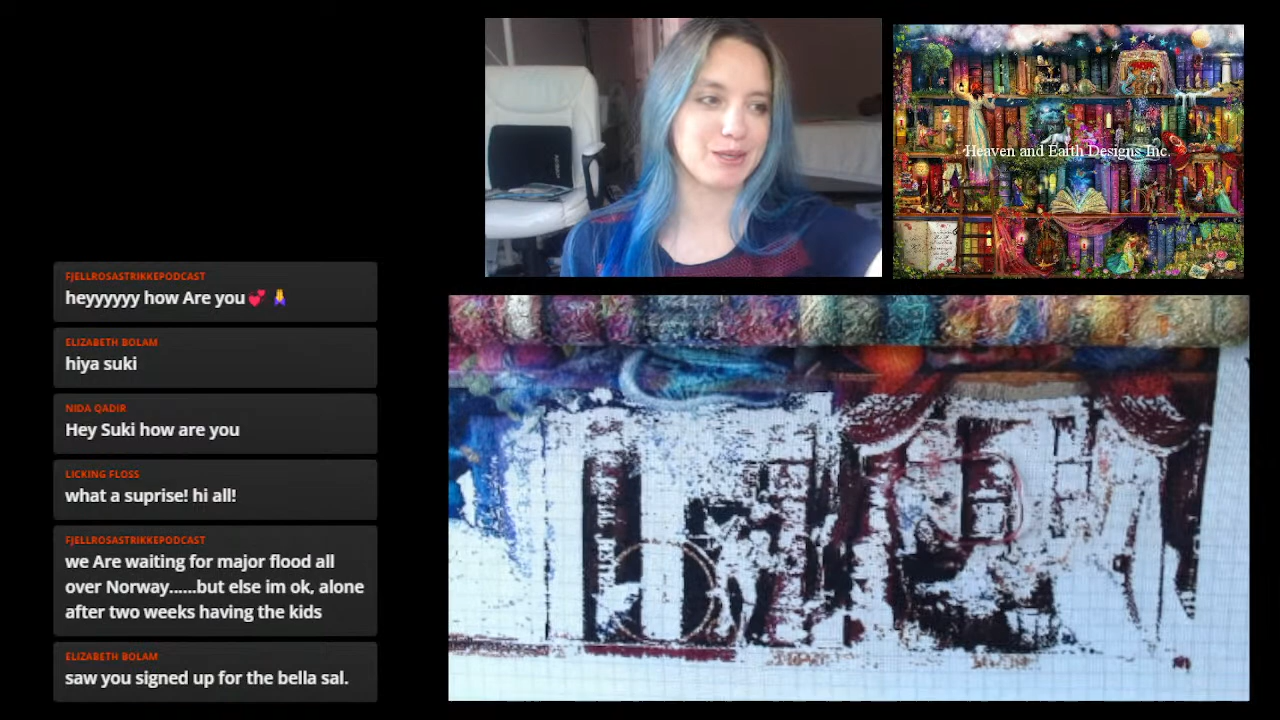 FJELLROSASTRIKKEPODCAST
heyyyyyy how Are you💕 🧜‍♀️
ELIZABETH BOLAM
hiya suki
NIDA QADIR
Hey Suki how are you
LICKING FLOSS
what a suprise! hi all!
FJELLROSASTRIKKEPODCAST
we Are waiting for major flood all
over Norway......but else im ok, alone
after two weeks having the kids
ELIZABETH BOLAM
saw you signed up for the bella sal.
Heaven and Earth Designs Inc.